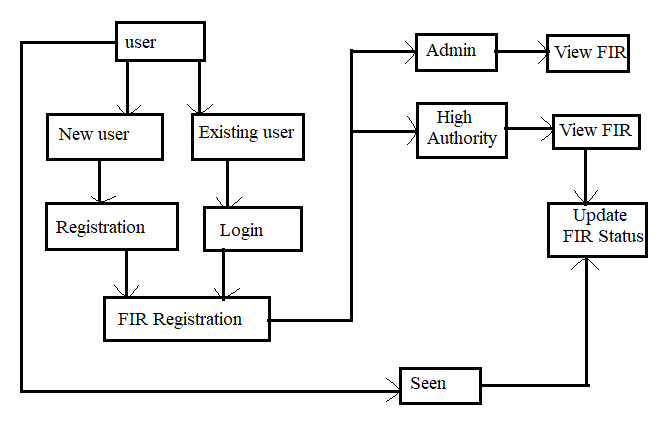 user
Admin
View FIR
New user
Existing user
High
Authority
View FIR
Registration
Login
Update
FIR Status
FIR Registration
Seen